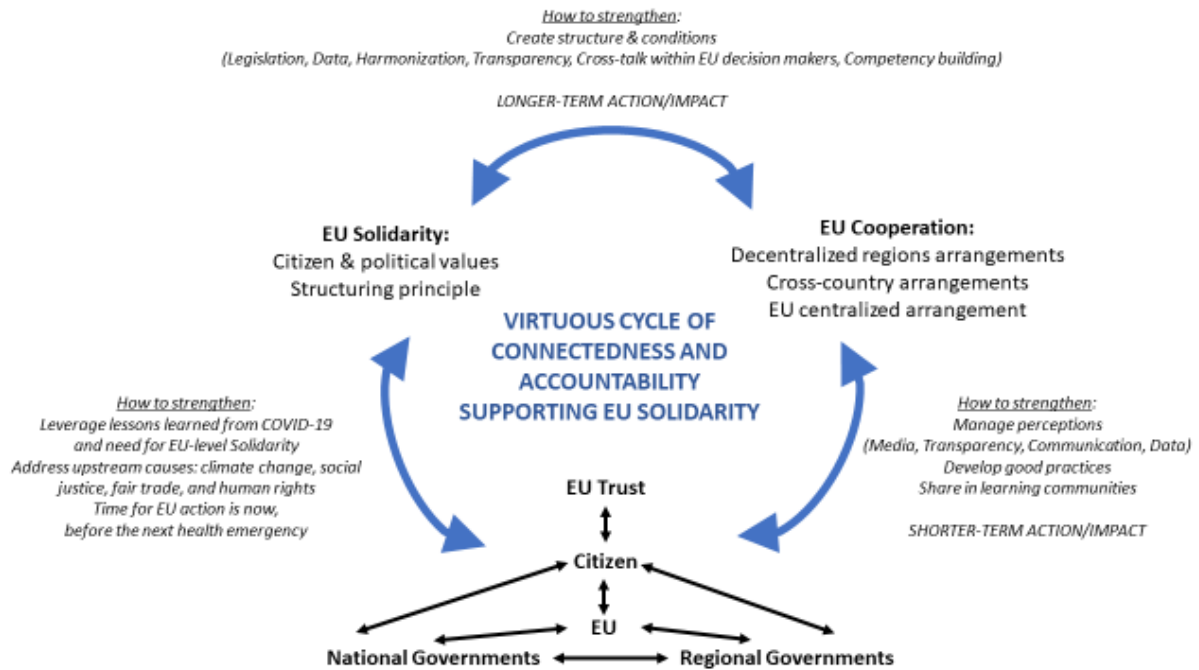 How to strengthen:
Create structure & conditions
(Legislation, Data, Harmonization, Transparency, Cross-talk within EU decision makers, Competency building)
LONGER-TERM ACTION/IMPACT
EU Solidarity:
Citizen & political values
Structuring principle
EU Cooperation:
Decentralized regions arrangements
Cross-country arrangements
EU centralized arrangement
VIRTUOUS CYCLE OF
CONNECTEDNESS AND
ACCOUNTABILITY
SUPPORTING EU SOLIDARITY
How to strengthen:
Leverage lessons learned from COVID-19
and need for EU-level Solidarity
Address upstream causes: climate change, social
justice, fair trade, and human rights
Time for EU action is now,
before the next health emergency
How to strengthen:
Manage perceptions
(Media, Transparency, Communication, Data)
Develop good practices
Share in learning communities
SHORTER-TERM ACTION/IMPACT
EU Trust
Citizen
EU
National Governments
Regional Governments